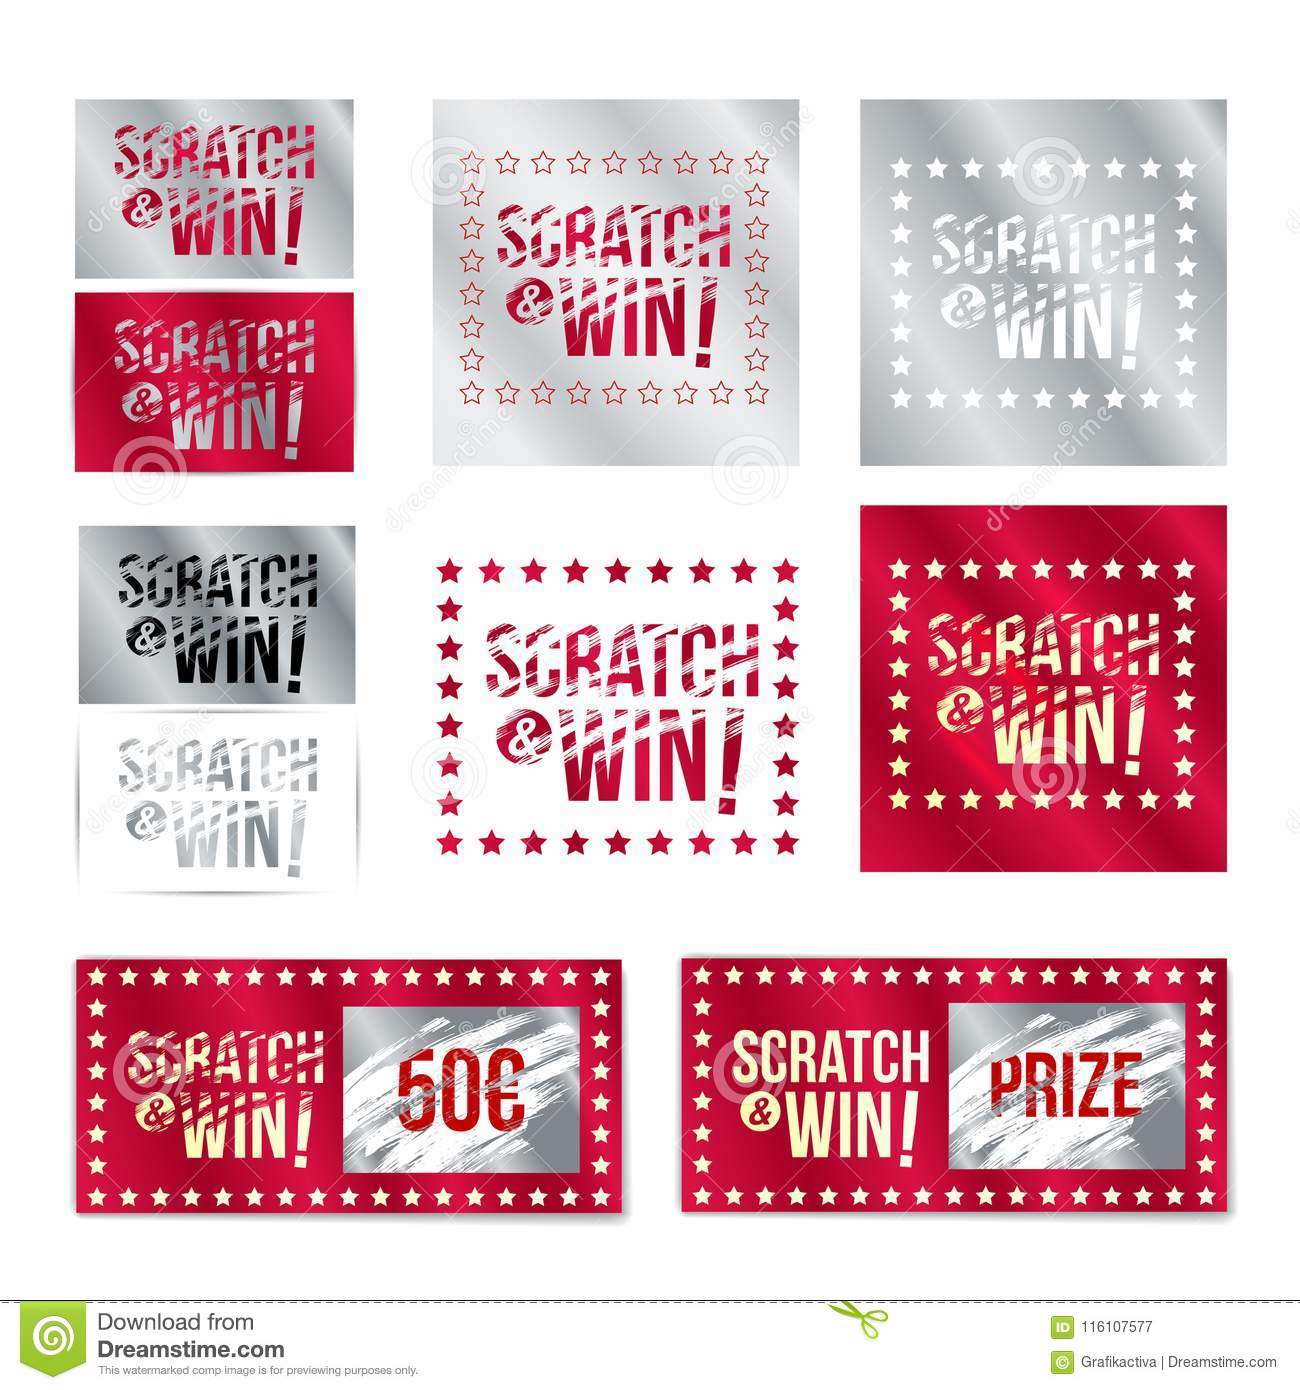 SCRATCH
& WIN!
SCRATCH
& WIN!
SCRATCH
& WIN!
SCRATCH
& WIN!
SCRATCH
& WIN!
SCRATCH
& WIN!
SCRATCH
& WIN!
SCRATCH
& WIN!
SCRATCH
& WIN!
SCRATCH
& WIN!
50€
SCRATCH
& WIN!
PRIZE
Download from
Dreamstime.com
This watermarked comp image is for previewing purposes only.
ID 116107577
© Grafikactiva | Dreamstime.com